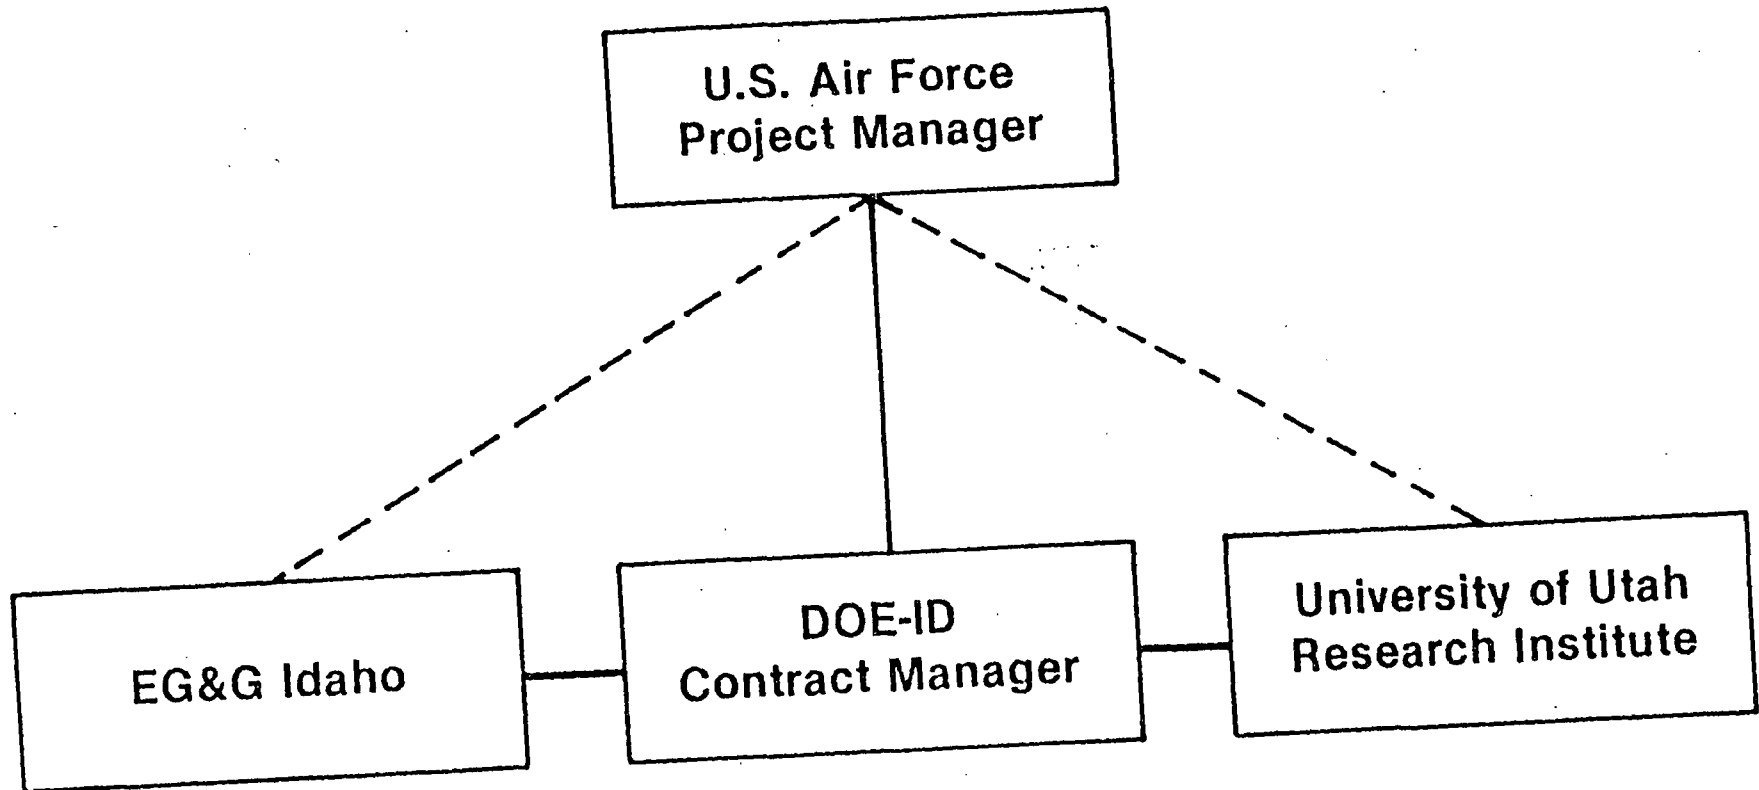 U.S. Air Force
Project Manager
EG&G Idaho
DOE-ID
Contract Manager
University of Utah
Research Institute